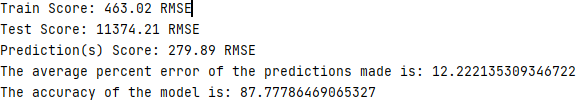 Train Score: 463.02 RMSE
Test Score: 11374.21 RMSE
Prediction(s) Score: 279.89 RMSE
The average percent error of the predictions made is: 12.222135309346722
The accuracy of the model is: 87.77786469065327